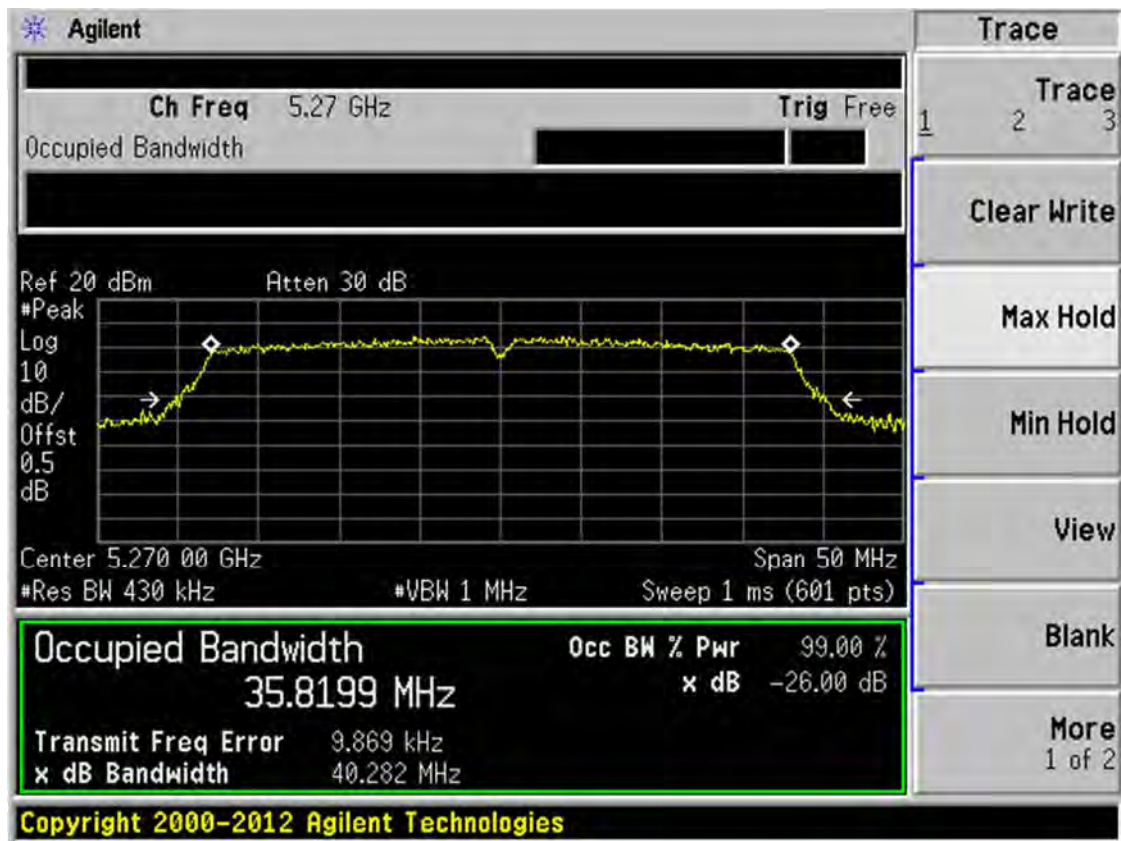 Agilent
Trace
Ch Freq 5.27 GHz Trig Free
Occupied Bandwidth
Trace
1 2 3
Clear Write
Max Hold
Min Hold
View
Blank
More
1 of 2
Ref 20 dBm Atten 30 dB
#Peak
Log
10
dB/
Offst
0.5
dB
Center 5.270 00 GHz Span 50 MHz
#Res BW 430 kHz #VBW 1 MHz Sweep 1 ms (601 pts)
Occupied Bandwidth
35.8199 MHz
Occ BW % Pwr 99.00 %
x dB -26.00 dB
Transmit Freq Error 9.869 kHz
x dB Bandwidth 40.282 MHz
Copyright 2000-2012 Agilent Technologies